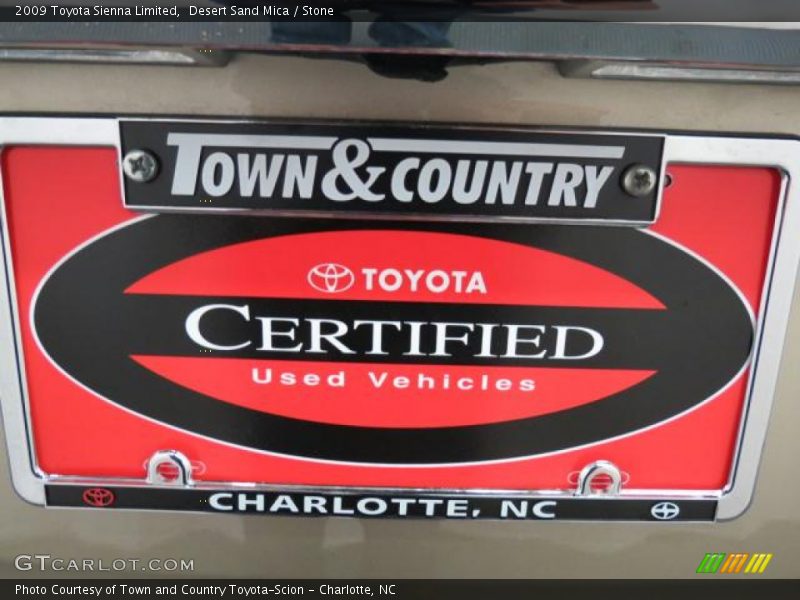 2009 Toyota Sienna Limited,  Desert Sand Mica / Stone
TOWN & COUNTRY
TOYOTA
CERTIFIED
Used Vehicles
CHARLOTTE, NC
GTCARLOT.COM
Photo Courtesy of Town and Country Toyota-Scion - Charlotte, NC